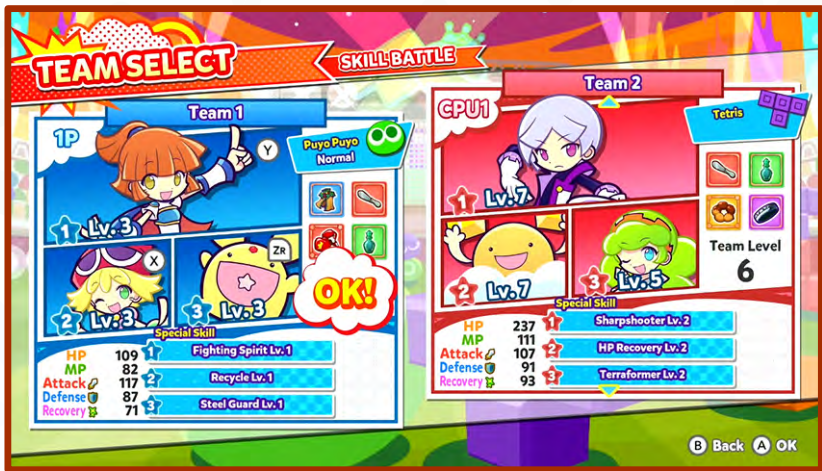 TEAM SELECT
SKILL BATTLE
Team 1
1P
Y
Puyo Puyo
Normal
1 Lv. 3
X
ZR
2 Lv. 3
3 Lv. 3
OK!
Special Skill
HP 109
MP 82
Attack 117
Defense 87
Recovery 71
1 Fighting Spirit Lv. 1
2 Recycle Lv. 1
3 Steel Guard Lv. 1
Team 2
CPU1
Tetris
1 Lv. 7
2 Lv. 7
3 Lv. 5
Team Level
6
Special Skill
HP 237
MP 111
Attack 107
Defense 91
Recovery 93
1 Sharpshooter Lv. 2
2 HP Recovery Lv. 2
3 Terraformer Lv. 2
B Back A OK